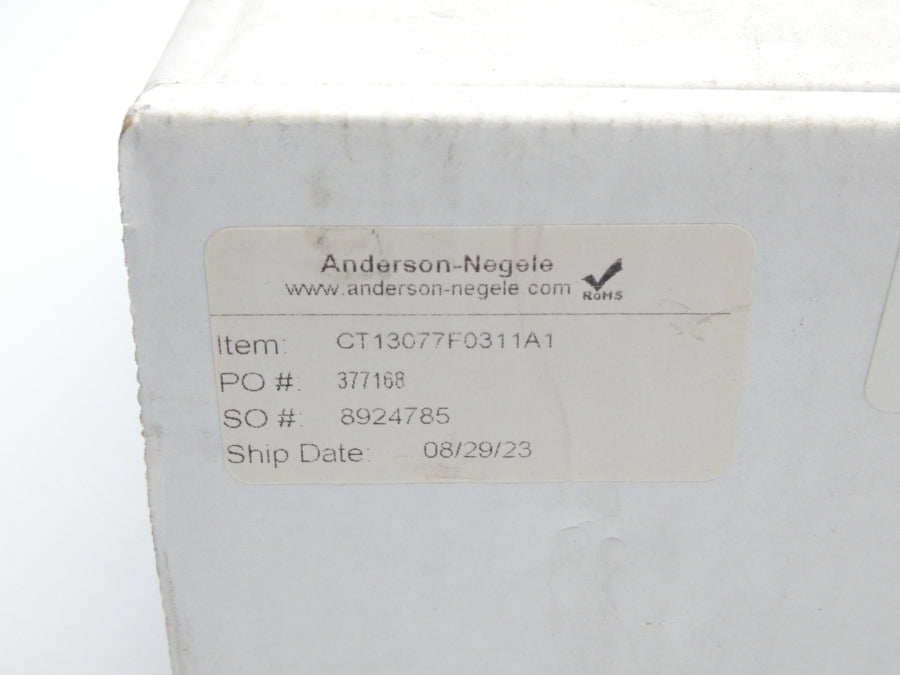 Anderson-Negele
www.anderson-negele.com
RoHS
Item: CT13077F0311A1
PO #: 377168
SO #: 8924785
Ship Date: 08/29/23